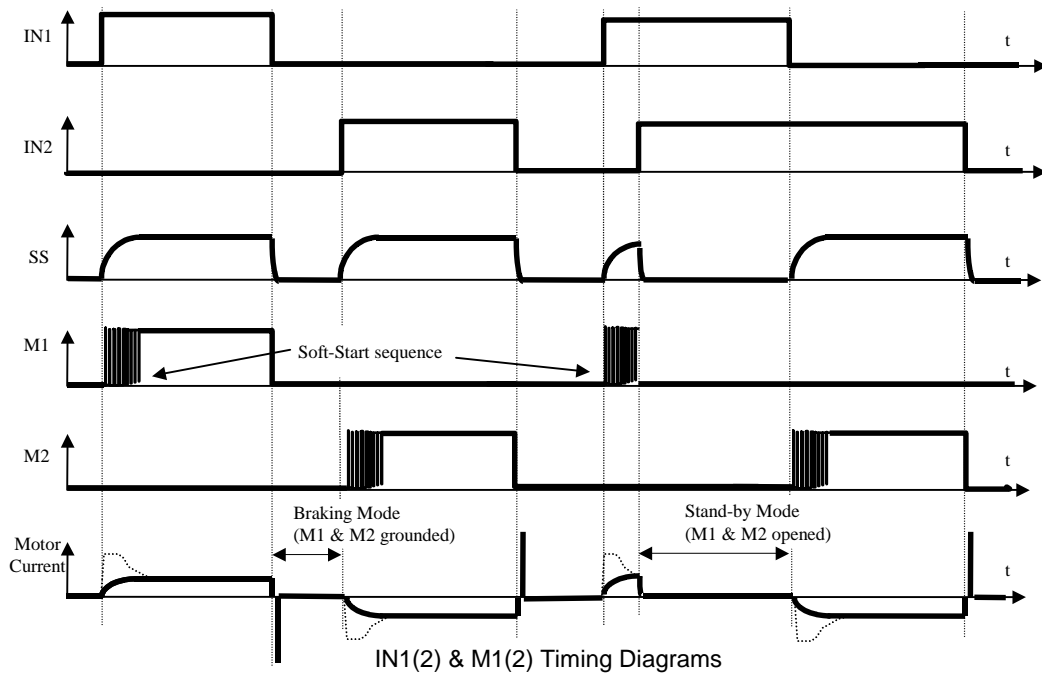 IN1
t
IN2
t
SS
t
M1
Soft-Start sequence
t
M2
t
Braking Mode
(M1 & M2 grounded)
Stand-by Mode
(M1 & M2 opened)
Motor
Current
t
IN1(2) & M1(2) Timing Diagrams